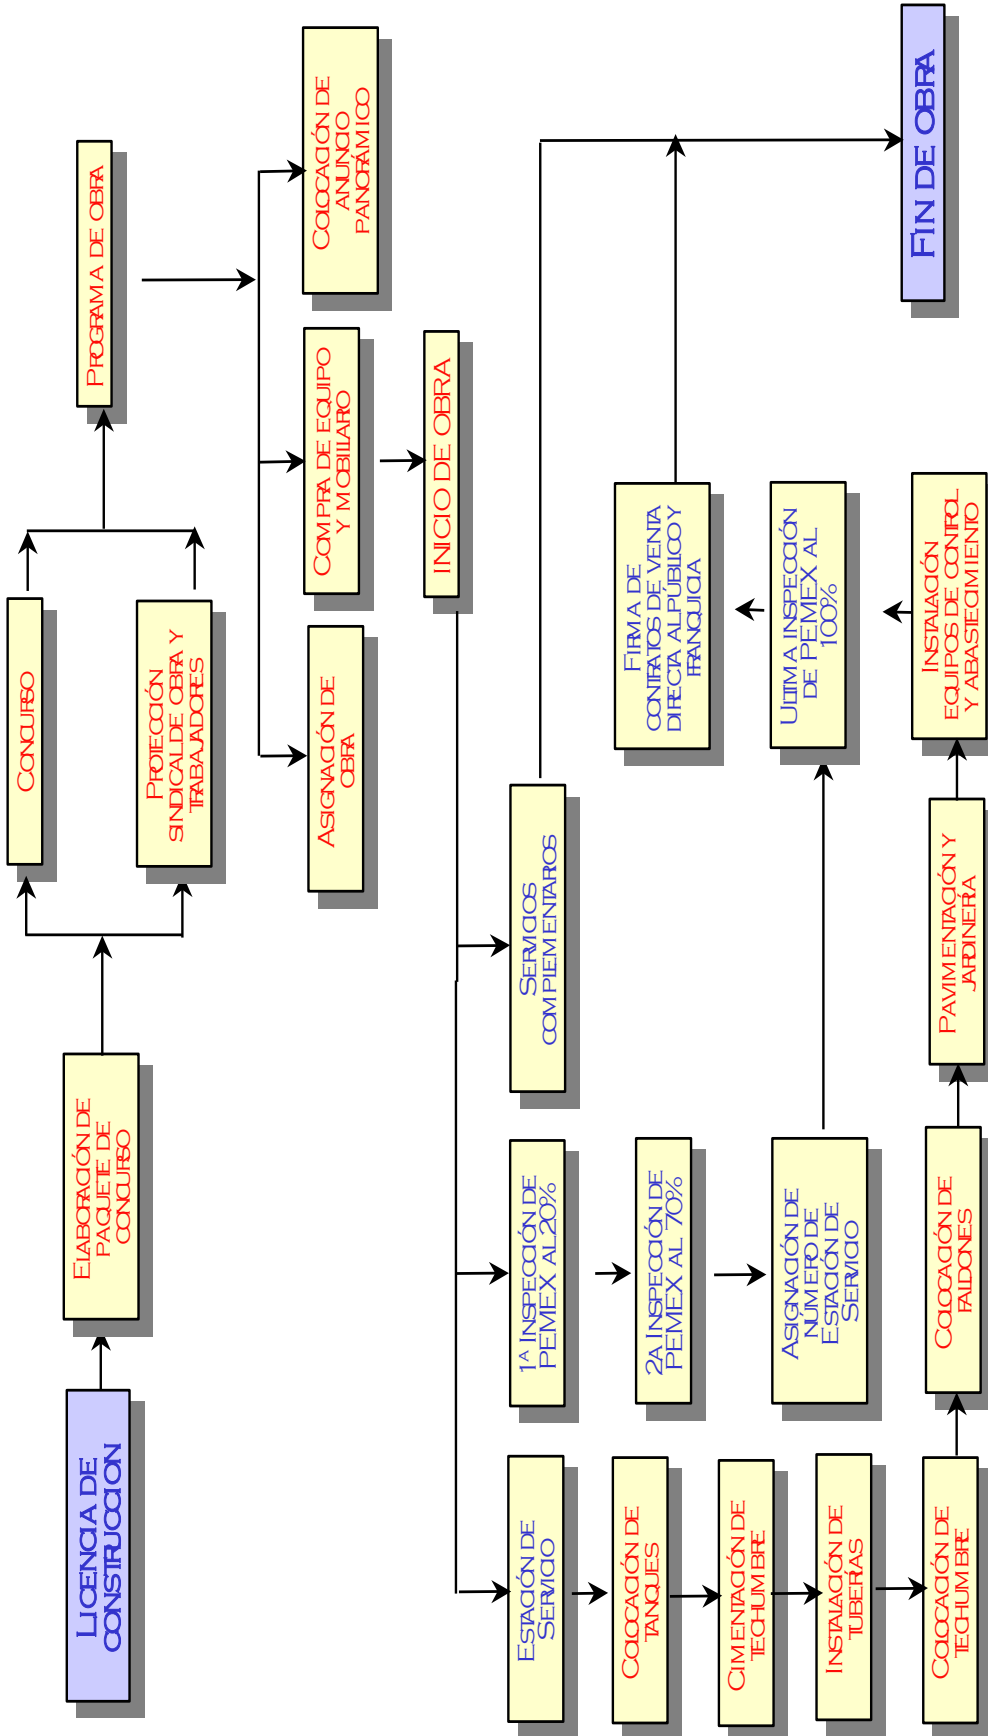 LICENCIA DE
CONSTRUCCION
ELABORACIÓN DE
PAQUETE DE
CONCURSO
CONCURSO
PROTECCIÓN
SINDICAL DE OBRA Y
TRABAJADORES
PROGRAMA DE OBRA
ASIGNACIÓN DE
OBRA
COMPRA DE EQUIPO
Y MOBILIARIO
COLOCACIÓN DE
ANUNCIO
PANORÁMICO
INICIO DE OBRA
ESTACIÓN DE
SERVICIO
1ª INSPECCIÓN DE
PEMEX AL 20%
SERVICIOS
COMPLEMENTARIOS
COLOCACIÓN DE
TANQUES
2A INSPECCIÓN DE
PEMEX AL 70%
FIRMA DE
CONTRATOS DE VENTA
DIRECTA AL PÚBLICO Y
FRANQUICIA
CIMENTACIÓN DE
TECHUMBRE
ASIGNACIÓN DE
NÚMERO DE
ESTACIÓN DE
SERVICIO
ULTIMA INSPECCIÓN
DE PEMEX AL
100%
INSTALACIÓN DE
TUBERÍAS
COLOCACIÓN DE
TECHUMBRE
COLOCACIÓN DE
FALDONES
PAVIMENTACIÓN Y
JARDINERÍA
INSTALACIÓN
EQUIPOS DE CONTROL
Y ABASTECIMIENTO
FIN DE OBRA